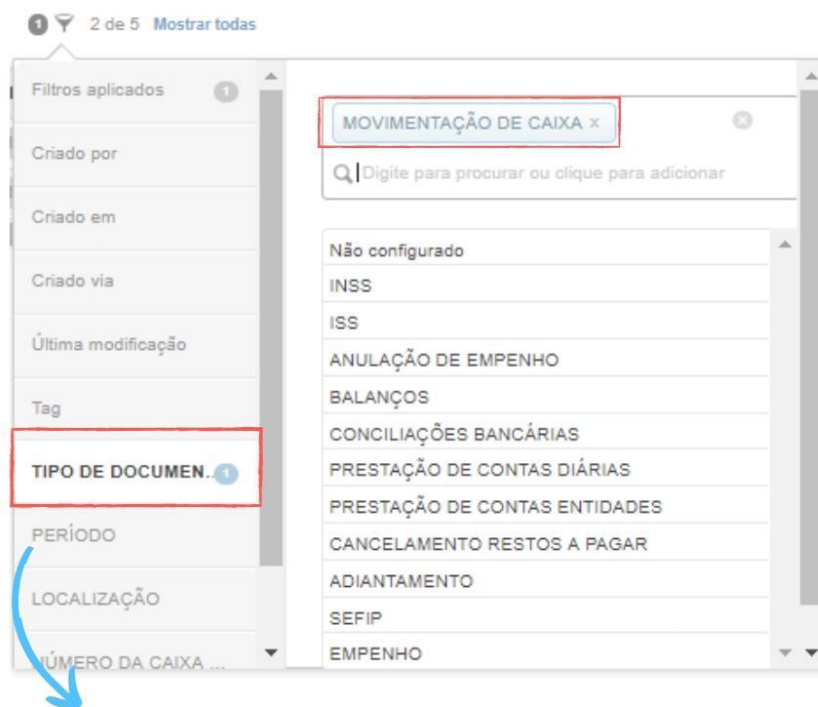 1 2 de 5 Mostrar todas
Filtros aplicados 1
Criado por
Criado em
Criado via
Última modificação
Tag
TIPO DE DOCUMEN... 1
PERÍODO
LOCALIZAÇÃO
NÚMERO DA CAIXA ...
MOVIMENTAÇÃO DE CAIXA x
Digite para procurar ou clique para adicionar
Não configurado
INSS
ISS
ANULAÇÃO DE EMPENHO
BALANÇOS
CONCILIAÇÕES BANCÁRIAS
PRESTAÇÃO DE CONTAS DIÁRIAS
PRESTAÇÃO DE CONTAS ENTIDADES
CANCELAMENTO RESTOS A PAGAR
ADIANTAMENTO
SEFIP
EMPENHO